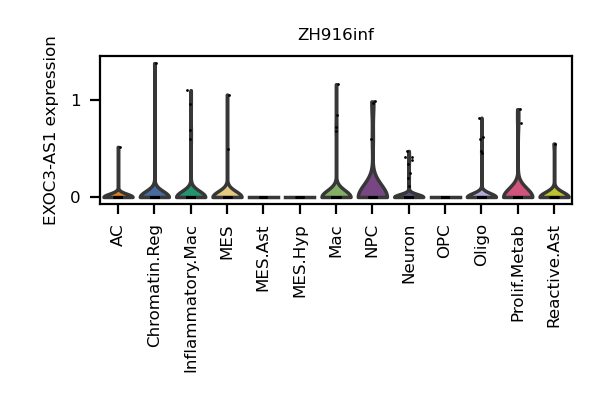 ZH916inf
EXOC3-AS1 expression
1
0
AC
Chromatin.Reg
Inflammatory.Mac
MES
MES.Ast
MES.Hyp
Mac
NPC
Neuron
OPC
Oligo
Prolif.Metab
Reactive.Ast